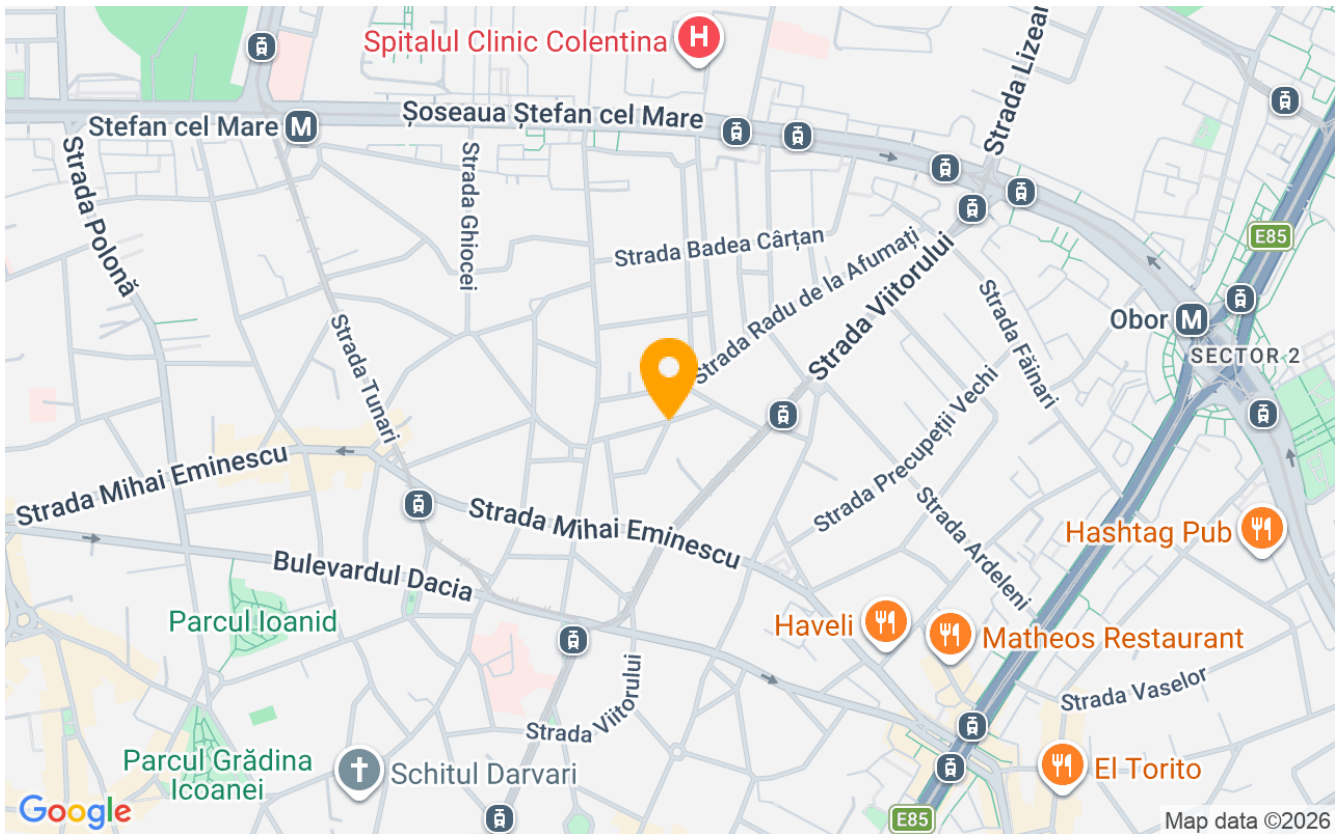 Spitalul Clinic Colentina
H
Strada Lizeanu
Șoseaua Ștefan cel Mare
Stefan cel Mare
M
Strada Polonă
Strada Ghiocei
Strada Badea Cârțan
Strada Radu de la Afumați
Strada Viitorului
E85
Strada Făinari
Obor
M
SECTOR 2
Strada Tunari
Strada Precupeții Vechi
Strada Mihai Eminescu
Strada Mihai Eminescu
Strada Ardeleni
Hashtag Pub
Bulevardul Dacia
Parcul Ioanid
Haveli
Matheos Restaurant
Strada Viitorului
Strada Vaselor
Parcul Grădina
Icoanei
Schitul Darvari
El Torito
Google
E85
Map data ©2026